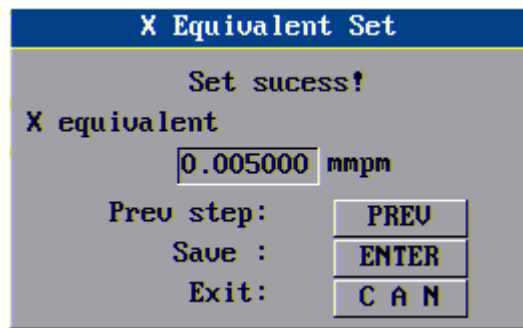 X Equivalent Set
Set sucess!
X equivalent
0.005000 mmpm
Prev step: PREV
Save : ENTER
Exit: C A N